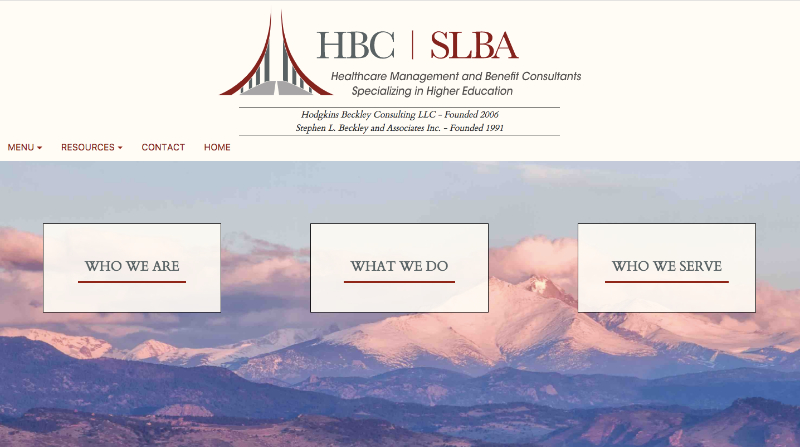 HBC | SLBA
Healthcare Management and Benefit Consultants
Specializing in Higher Education
Hodgkins Beckley Consulting LLC - Founded 2006
Stephen L. Beckley and Associates Inc. - Founded 1991
MENU RESOURCES CONTACT HOME
WHO WE ARE WHAT WE DO WHO WE SERVE